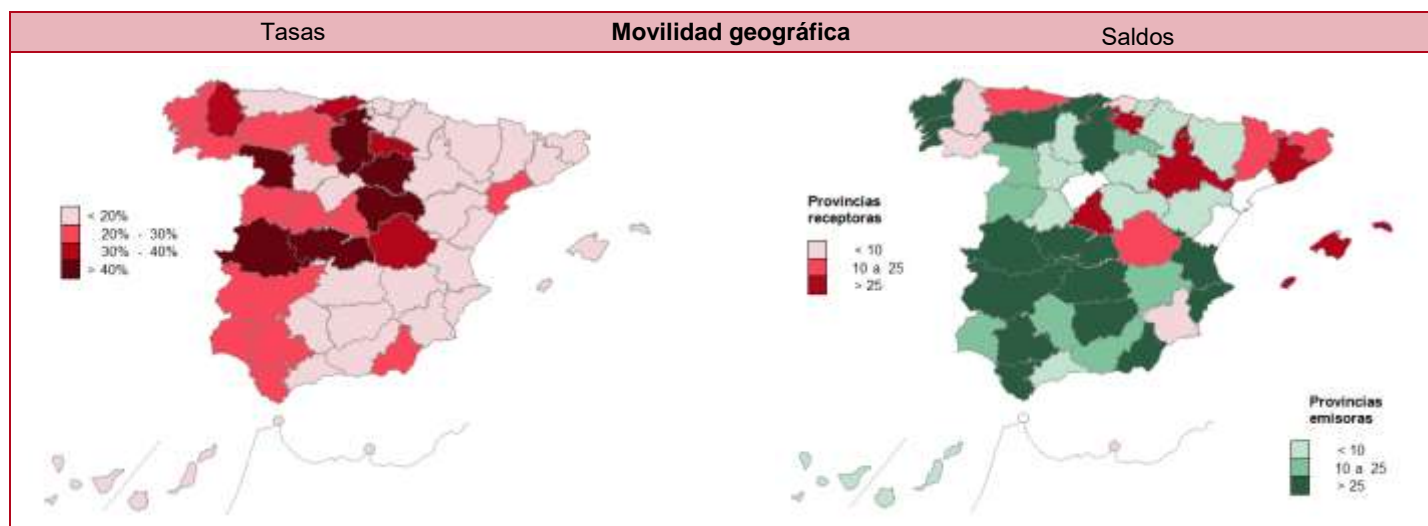 Tasas
Movilidad geográfica
Saldos
< 20%
20% - 30%
30% - 40%
> 40%
Provincias
receptoras
< 10
10 a 25
> 25
Provincias
emisoras
< 10
10 a 25
> 25